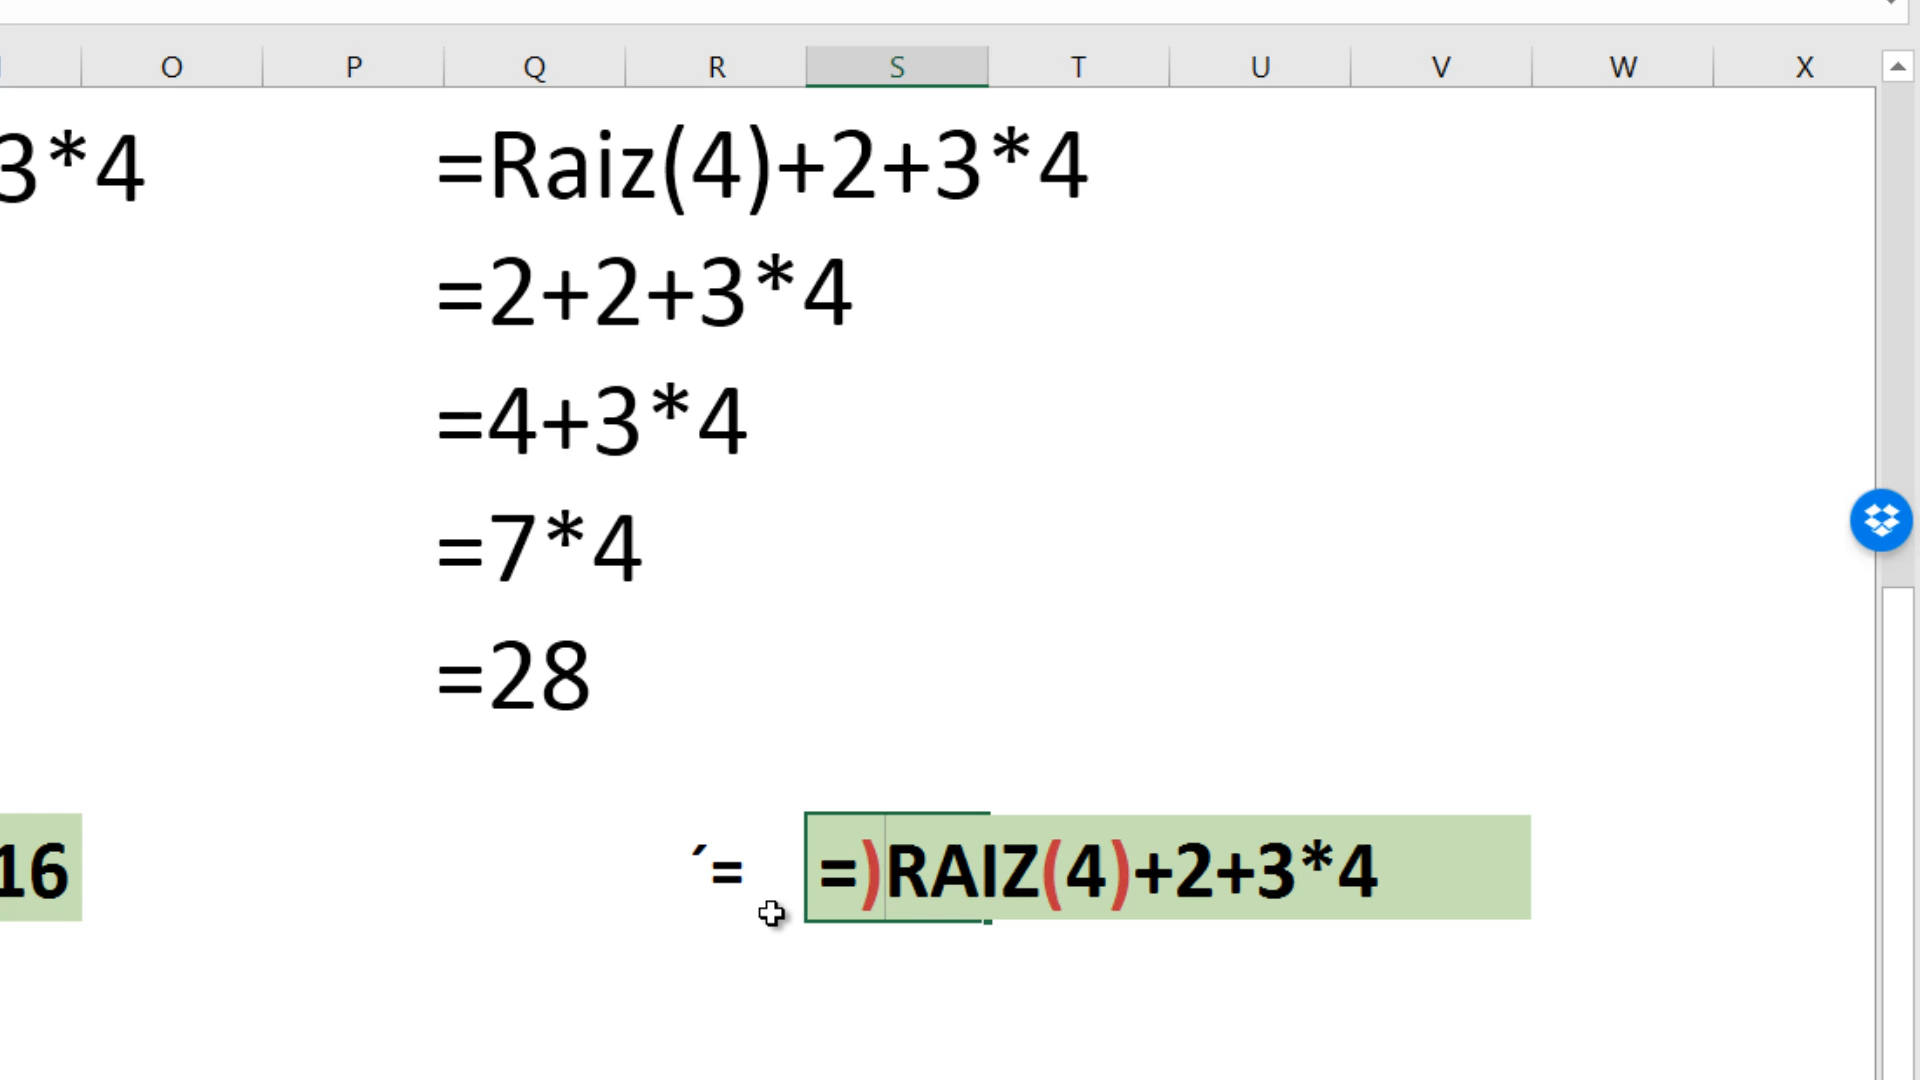 O P Q R S T U V W X
3*4 =Raiz(4)+2+3*4
=2+2+3*4
=4+3*4
=7*4
=28
16 ´= =)RAIZ(4)+2+3*4